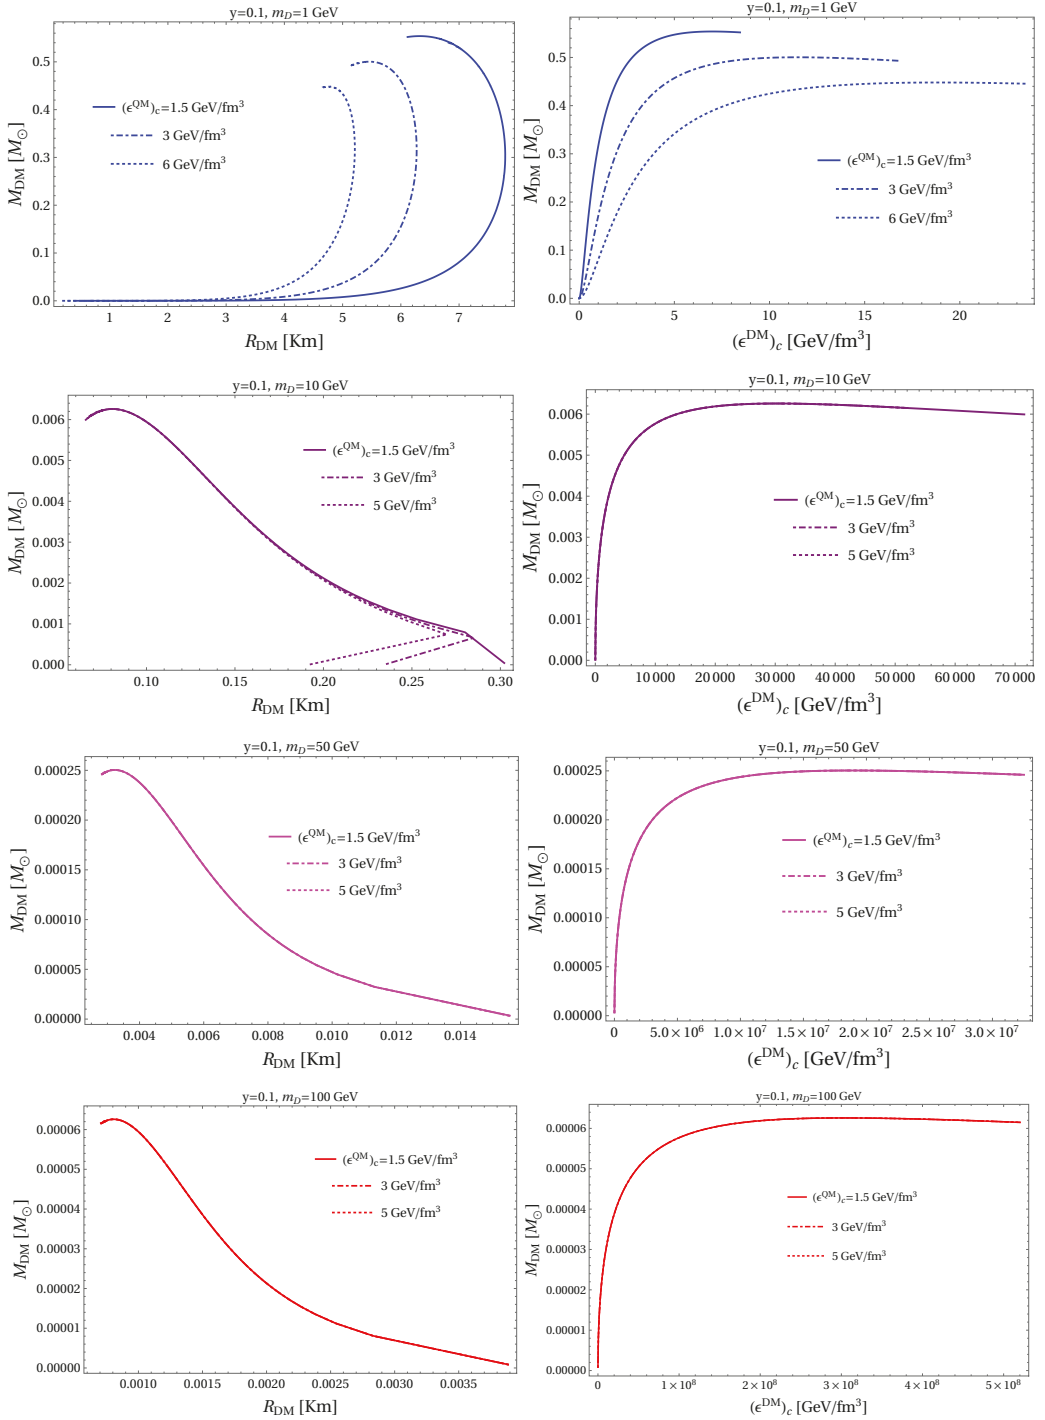 y=0.1, m_D=1 GeV
M_DM [M_⊙]
0.5
0.4
0.3
0.2
0.1
0.0
(ϵ^QM)_c=1.5 GeV/fm³
3 GeV/fm³
6 GeV/fm³
1 2 3 4 5 6 7
R_DM [Km]
y=0.1, m_D=1 GeV
M_DM [M_⊙]
0.5
0.4
0.3
0.2
0.1
0.0
(ϵ^QM)_c=1.5 GeV/fm³
3 GeV/fm³
6 GeV/fm³
0 5 10 15 20
(ϵ^DM)_c [GeV/fm³]
y=0.1, m_D=10 GeV
M_DM [M_⊙]
0.006
0.005
0.004
0.003
0.002
0.001
0.000
(ϵ^QM)_c=1.5 GeV/fm³
3 GeV/fm³
5 GeV/fm³
0.10 0.15 0.20 0.25 0.30
R_DM [Km]
y=0.1, m_D=10 GeV
M_DM [M_⊙]
0.006
0.005
0.004
0.003
0.002
0.001
0.000
(ϵ^QM)_c=1.5 GeV/fm³
3 GeV/fm³
5 GeV/fm³
0 10 000 20 000 30 000 40 000 50 000 60 000 70 000
(ϵ^DM)_c [GeV/fm³]
y=0.1, m_D=50 GeV
M_DM [M_⊙]
0.00025
0.00020
0.00015
0.00010
0.00005
0.00000
(ϵ^QM)_c=1.5 GeV/fm³
3 GeV/fm³
5 GeV/fm³
0.004 0.006 0.008 0.010 0.012 0.014
R_DM [Km]
y=0.1, m_D=50 GeV
M_DM [M_⊙]
0.00025
0.00020
0.00015
0.00010
0.00005
0.00000
(ϵ^QM)_c=1.5 GeV/fm³
3 GeV/fm³
5 GeV/fm³
0 5.0×10⁶ 1.0×10⁷ 1.5×10⁷ 2.0×10⁷ 2.5×10⁷ 3.0×10⁷
(ϵ^DM)_c [GeV/fm³]
y=0.1, m_D=100 GeV
M_DM [M_⊙]
0.00006
0.00005
0.00004
0.00003
0.00002
0.00001
0.00000
(ϵ^QM)_c=1.5 GeV/fm³
3 GeV/fm³
5 GeV/fm³
0.0010 0.0015 0.0020 0.0025 0.0030 0.0035
R_DM [Km]
y=0.1, m_D=100 GeV
M_DM [M_⊙]
0.00006
0.00005
0.00004
0.00003
0.00002
0.00001
0.00000
(ϵ^QM)_c=1.5 GeV/fm³
3 GeV/fm³
5 GeV/fm³
0 1×10⁸ 2×10⁸ 3×10⁸ 4×10⁸ 5×10⁸
(ϵ^DM)_c [GeV/fm³]